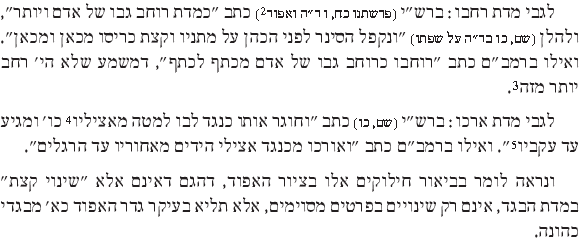 לגבי מדת רחבו: ברש״י (פרשתנו כח, ו ד״ה ואפוד²) כתב ״כמדת רוחב גבו של אדם ויותר״,
ולהלן (שם, כו בד״ה על שפתו) ״ונקפל הסינר לפני הכהן על מתניו וקצת כריסו מכאן ומכאן״.
ואילו ברמב״ם כתב ״רוחבו כרוחב גבו של אדם מכתף לכתף״, דמשמע שלא הי׳ רחב
יותר מזה³.
לגבי מדת ארכו: ברש״י (שם, כו) כתב ״וחוגר אותו כנגד לבו למטה מאציליו⁴ כו׳ ומגיע
עד עקביו⁵״. ואילו ברמב״ם כתב ״ואורכו מכנגד אצילי הידים מאחוריו עד הרגלים״.
ונראה לומר בביאור חילוקים אלו בציור האפוד, דהגם דאינם אלא ״שינוי קצת״
במדת הבגד, אינם רק שינויים בפרטים מסוימים, אלא תליא בעיקר גדר האפוד כא׳ מבגדי
כהונה.